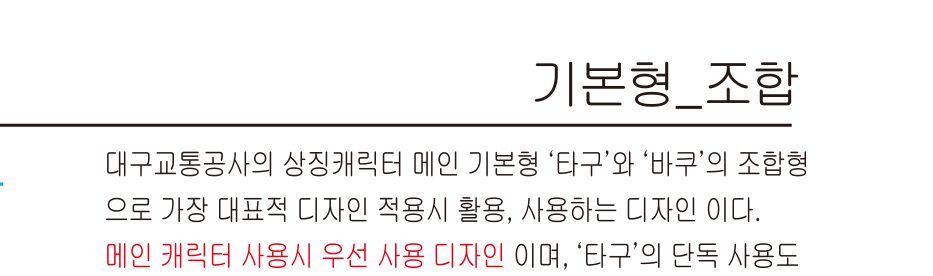 기본형_조합
대구교통공사의 상징캐릭터 메인 기본형 ‘타구’와 ‘바쿠’의 조합형
으로 가장 대표적 디자인 적용시 활용, 사용하는 디자인 이다.
메인 캐릭터 사용시 우선 사용 디자인 이며, ‘타구’의 단독 사용도